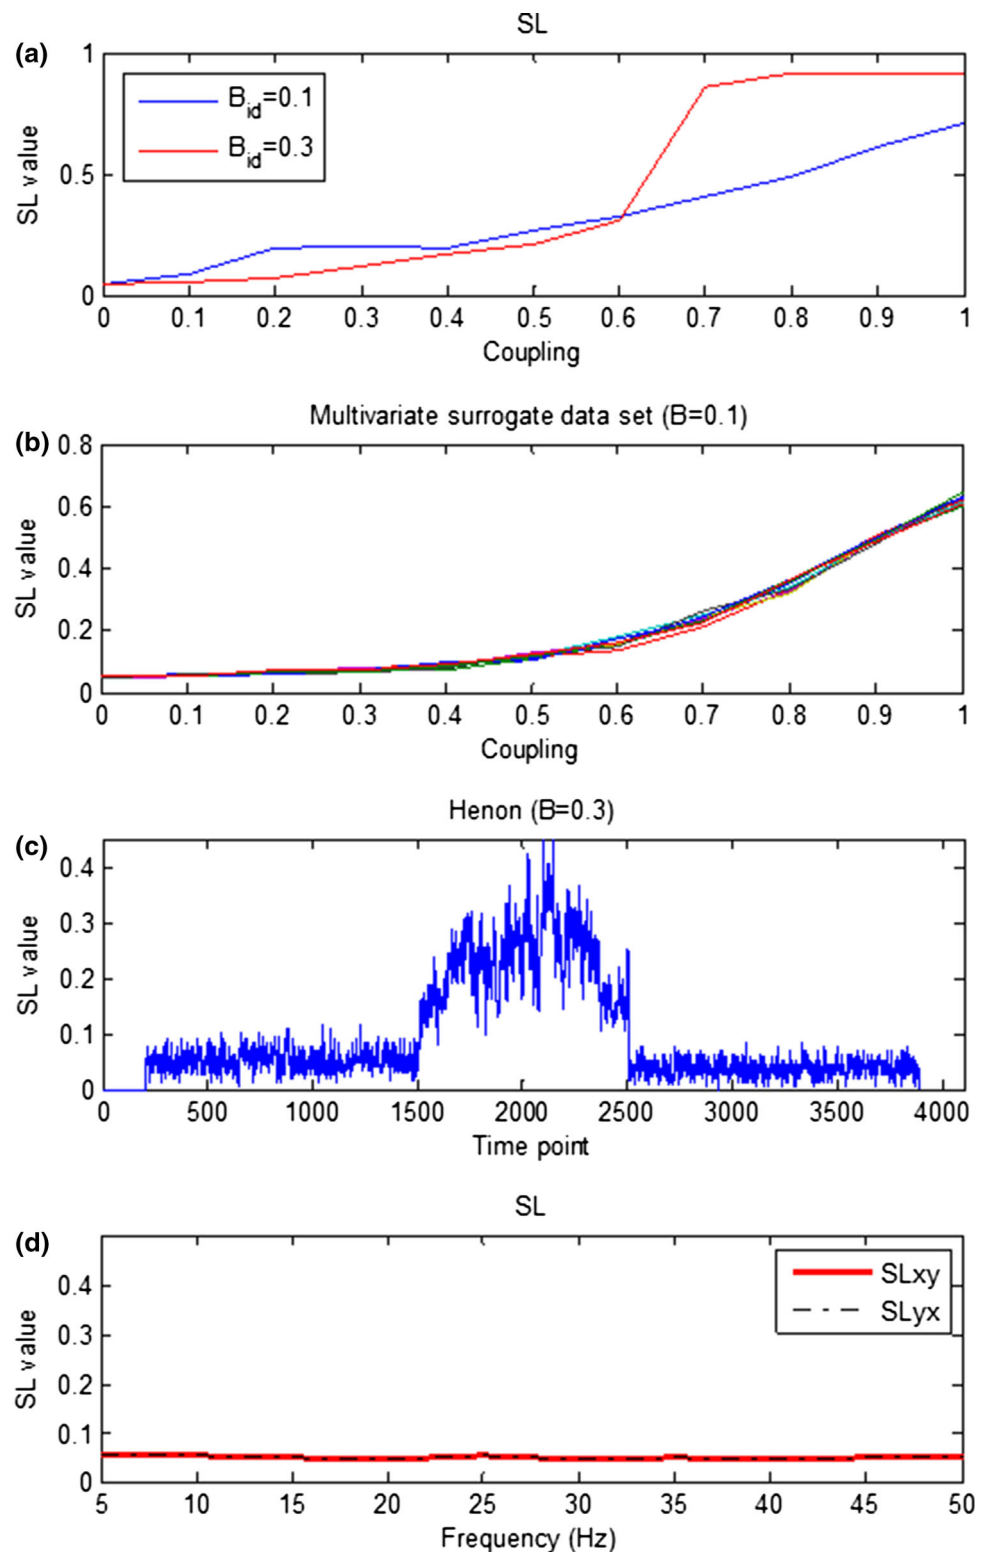 SL
(a)
1
0.5
0
SL value
B_id=0.1
B_id=0.3
0 0.1 0.2 0.3 0.4 0.5 0.6 0.7 0.8 0.9 1
Coupling
Multivariate surrogate data set (B=0.1)
(b)
0.8
0.6
0.4
0.2
0
SL value
0 0.1 0.2 0.3 0.4 0.5 0.6 0.7 0.8 0.9 1
Coupling
Henon (B=0.3)
(c)
0.4
0.3
0.2
0.1
0
SL value
0 500 1000 1500 2000 2500 3000 3500 4000
Time point
SL
(d)
0.4
0.3
0.2
0.1
0
SL value
SLxy
SLyx
5 10 15 20 25 30 35 40 45 50
Frequency (Hz)